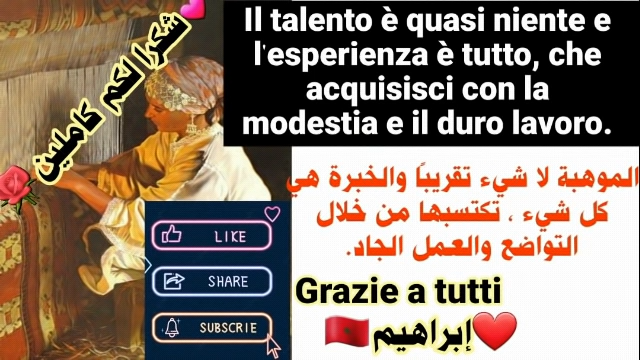 شكرا لكم كاملين
Il talento è quasi niente e
l'esperienza è tutto, che
acquisisci con la
modestia e il duro lavoro.
الموهبة لا شيء تقريبًا والخبرة هي
كل شيء ، تكتسبها من خلال
التواضع والعمل الجاد.
LIKE
SHARE
SUBSCRIE
Grazie a tutti
إبراهيم